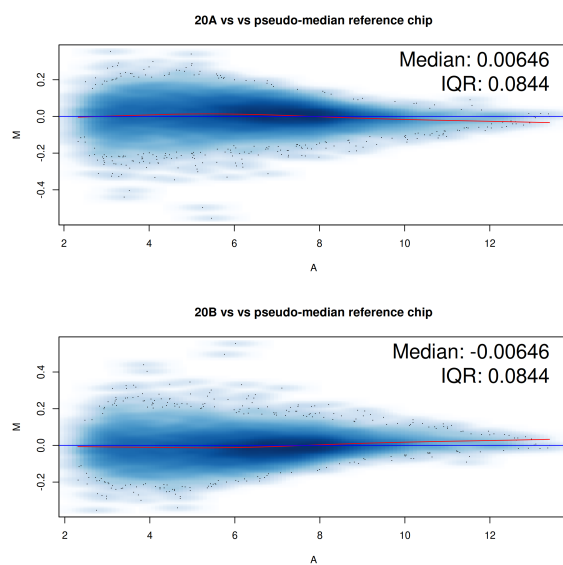 20A vs vs pseudo-median reference chip
Median: 0.00646
IQR: 0.0844
0.2
0.0
-0.2
-0.4
M
2 4 6 8 10 12
A
20B vs vs pseudo-median reference chip
Median: -0.00646
IQR: 0.0844
0.4
0.2
0.0
-0.2
M
2 4 6 8 10 12
A